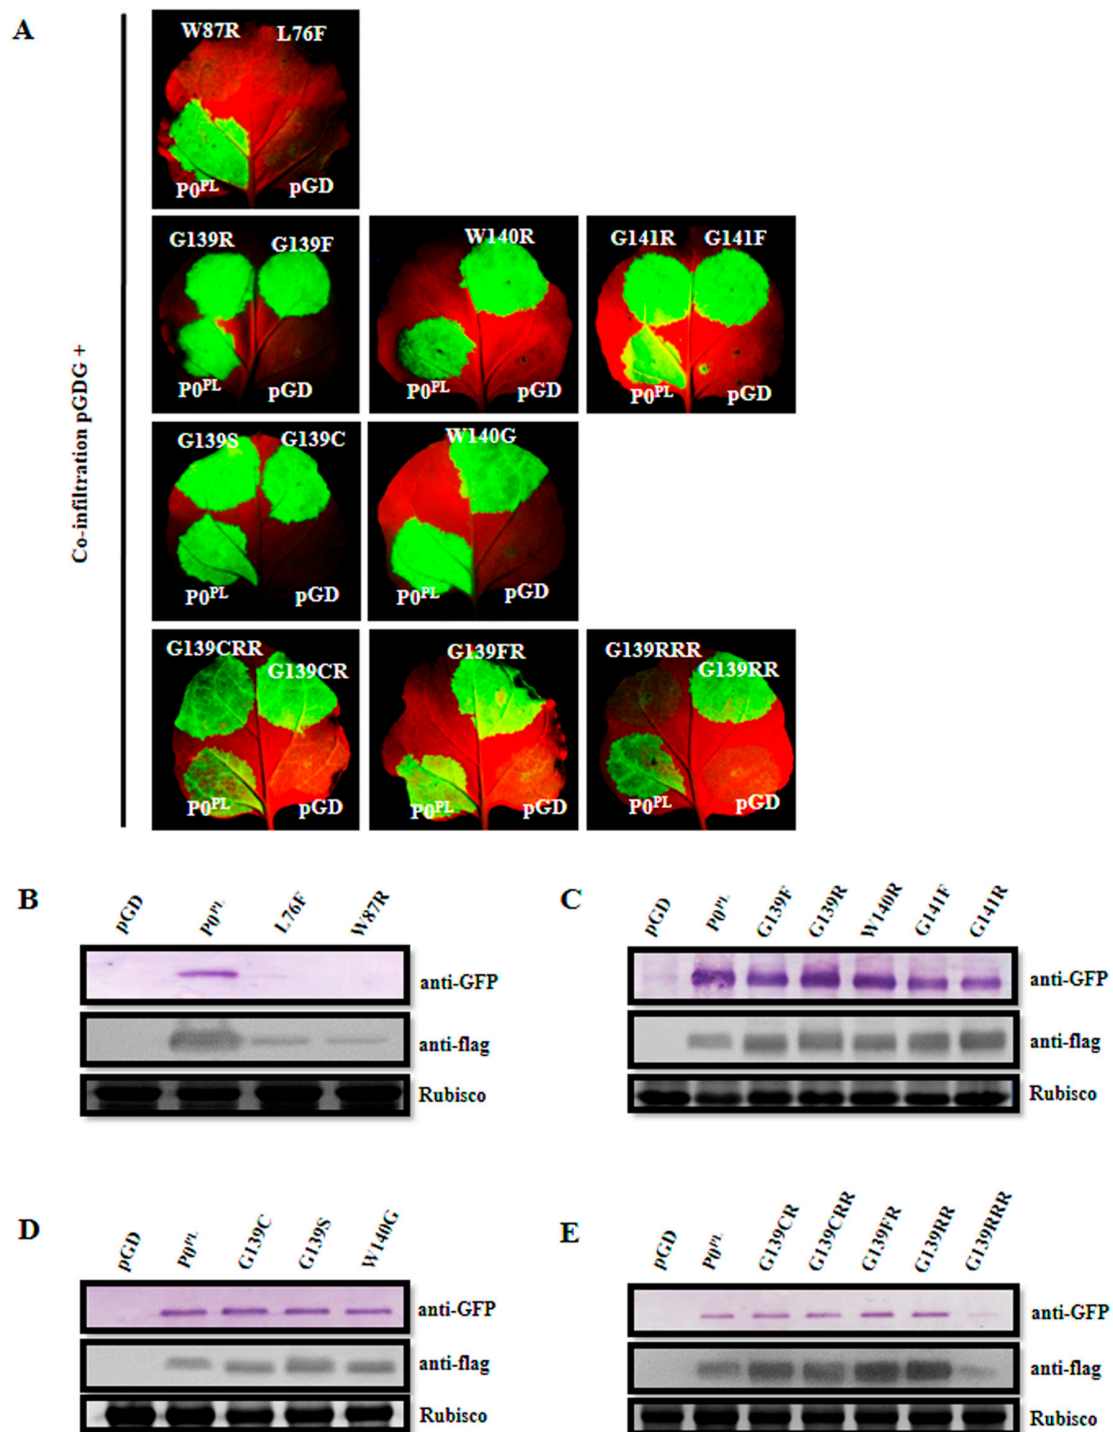 A
Co-infiltration pGDG +
W87R L76F
P0PL pGD
G139R G139F
P0PL pGD
W140R
P0PL pGD
G141R G141F
P0PL pGD
G139S G139C
P0PL pGD
W140G
P0PL pGD
G139CRR G139CR
P0PL pGD
G139FR
P0PL pGD
G139RRR G139RR
P0PL pGD
B
pGD P0PL L76F W87R
anti-GFP
anti-flag
Rubisco
C
pGD P0PL G139F G139R W140R G141F G141R
anti-GFP
anti-flag
Rubisco
D
pGD P0PL G139C G139S W140G
anti-GFP
anti-flag
Rubisco
E
pGD P0PL G139CR G139CRR G139FR G139RR G139RRR
anti-GFP
anti-flag
Rubisco